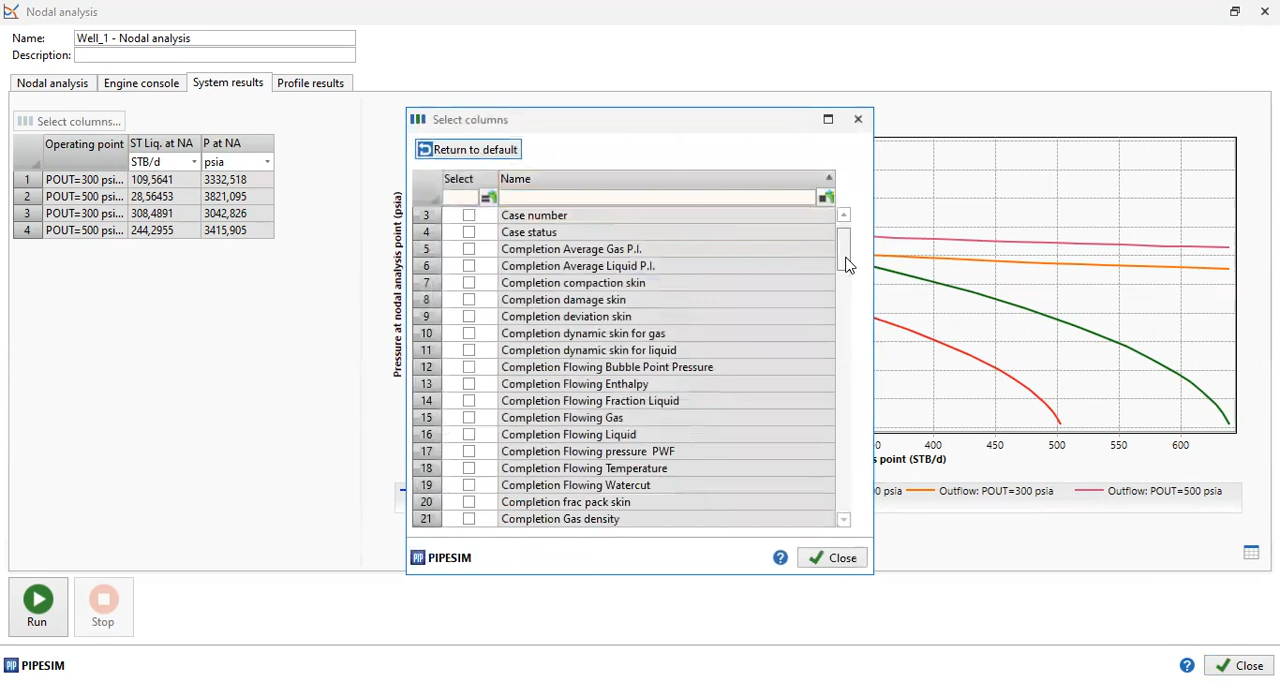 Nodal analysis
Name: Well_1 - Nodal analysis
Description:
Nodal analysis Engine console System results Profile results
Select columns...
Operating point ST Liq. at NA P at NA
STB/d psia
1 POUT=300 psi... 109,5641 3332,518
2 POUT=500 psi... 28,56453 3821,095
3 POUT=300 psi... 308,4891 3042,826
4 POUT=500 psi... 244,2955 3415,905
Pressure at nodal analysis point (psia)
Select columns
Return to default
Select Name
3 Case number
4 Case status
5 Completion Average Gas P.I.
6 Completion Average Liquid P.I.
7 Completion compaction skin
8 Completion damage skin
9 Completion deviation skin
10 Completion dynamic skin for gas
11 Completion dynamic skin for liquid
12 Completion Flowing Bubble Point Pressure
13 Completion Flowing Enthalpy
14 Completion Flowing Fraction Liquid
15 Completion Flowing Gas
16 Completion Flowing Liquid
17 Completion Flowing pressure PWF
18 Completion Flowing Temperature
19 Completion Flowing Watercut
20 Completion frac pack skin
21 Completion Gas density
PIP PIPESIM
? Close
0 400 450 500 550 600
s point (STB/d)
0 psia Outflow: POUT=300 psia Outflow: POUT=500 psia
Run
Stop
PIP PIPESIM
? Close